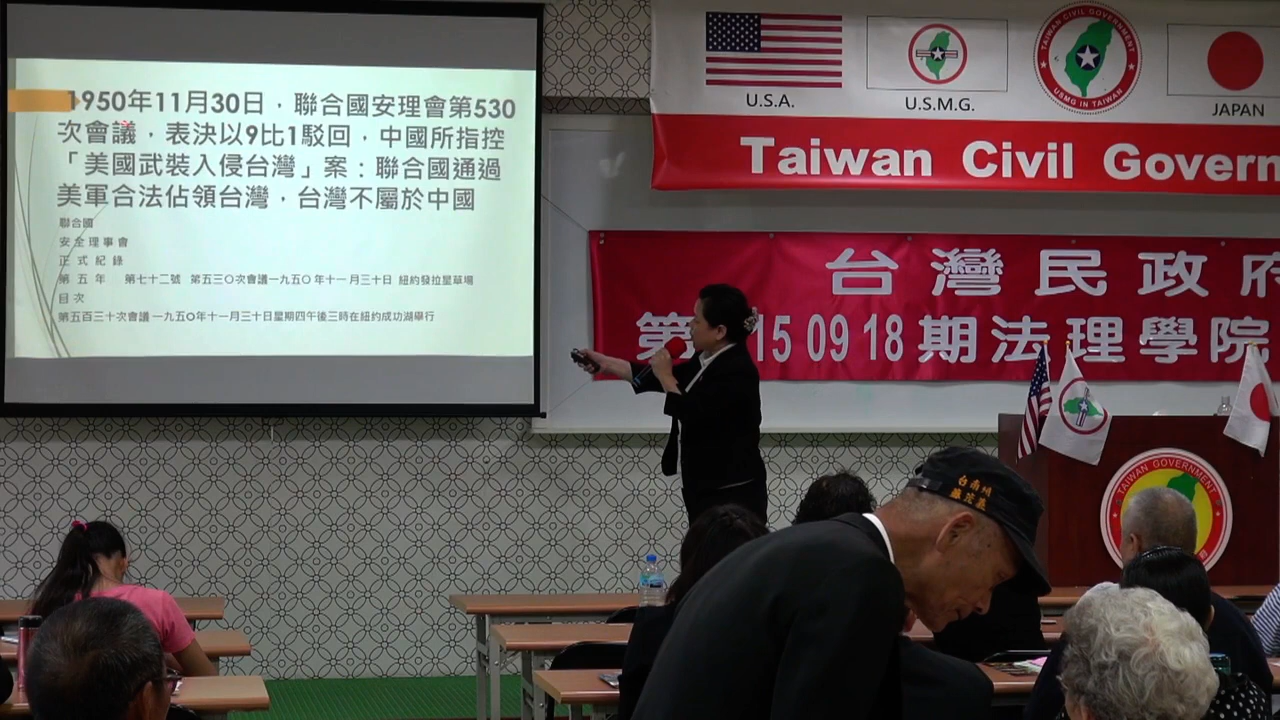 1950年11月30日，聯合國安理會第530
次會議，表決以9比1駁回，中國所指控
「美國武裝入侵台灣」案：聯合國通過
美軍合法佔領台灣，台灣不屬於中國
聯合國
安全理事會
正式紀錄
第五年 第七十二號 第五三〇次會議一九五〇年十一月三十日 紐約發拉星草場
目次
第五百三十次會議一九五〇年十一月三十日星期四午後三時在紐約成功湖舉行
U.S.A.
U.S.M.G.
TAIWAN CIVIL GOVERNMENT
USMG IN TAIWAN
JAPAN
Taiwan Civil Govern
台灣民政府
第 15 09 18 期法理學院
台南州
TAIWAN GOVERNMENT